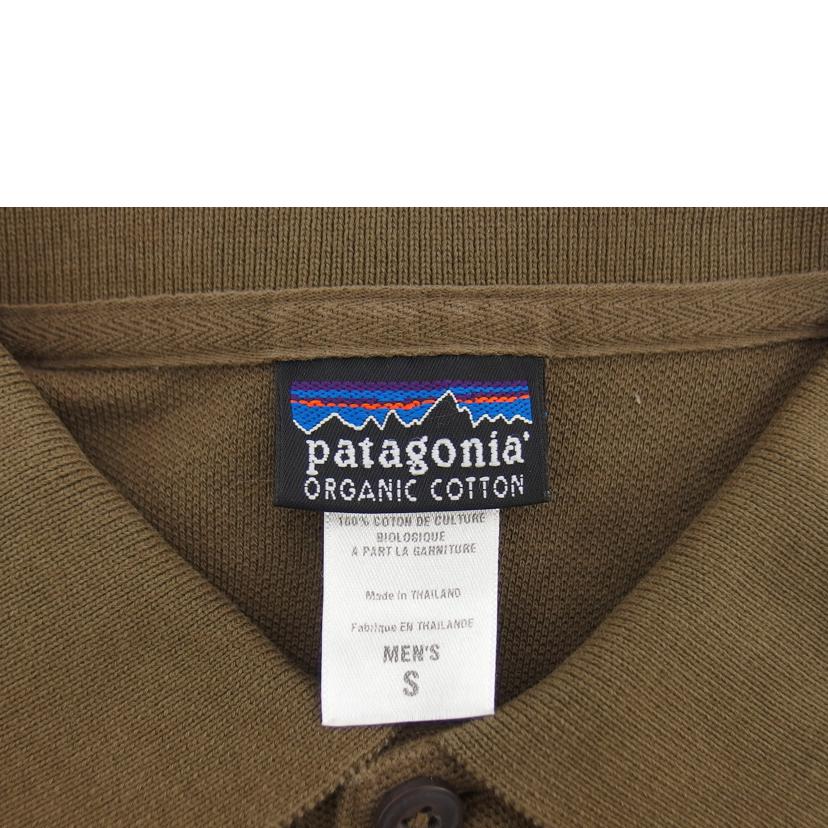 patagonia®
ORGANIC COTTON
100% COTON DE CULTURE
BIOLOGIQUE
A PART LA GARNITURE
Made in THAILAND
Fabrique EN THAILANDE
MEN'S
S